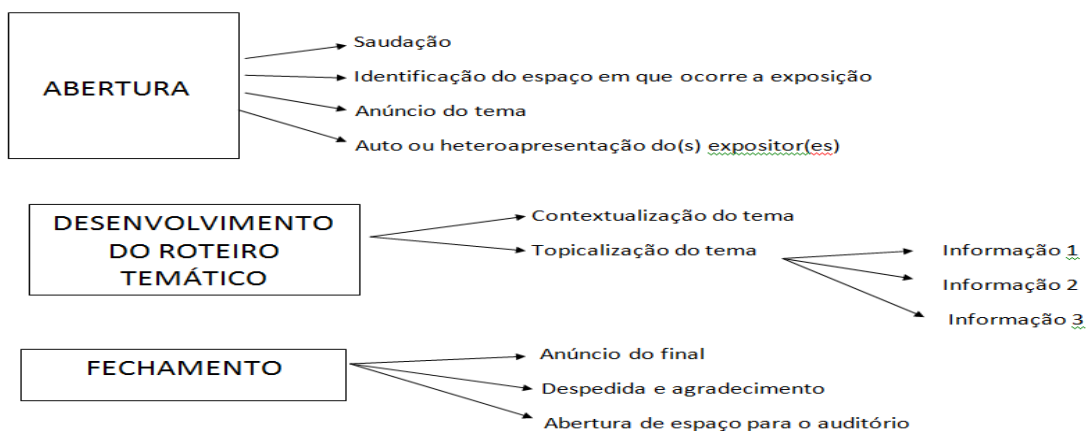 ABERTURA
Saudação
Identificação do espaço em que ocorre a exposição
Anúncio do tema
Auto ou heteroapresentação do(s) expositor(es)
DESENVOLVIMENTO
DO ROTEIRO
TEMÁTICO
Contextualização do tema
Topicalização do tema
Informação 1
Informação 2
Informação 3
FECHAMENTO
Anúncio do final
Despedida e agradecimento
Abertura de espaço para o auditório